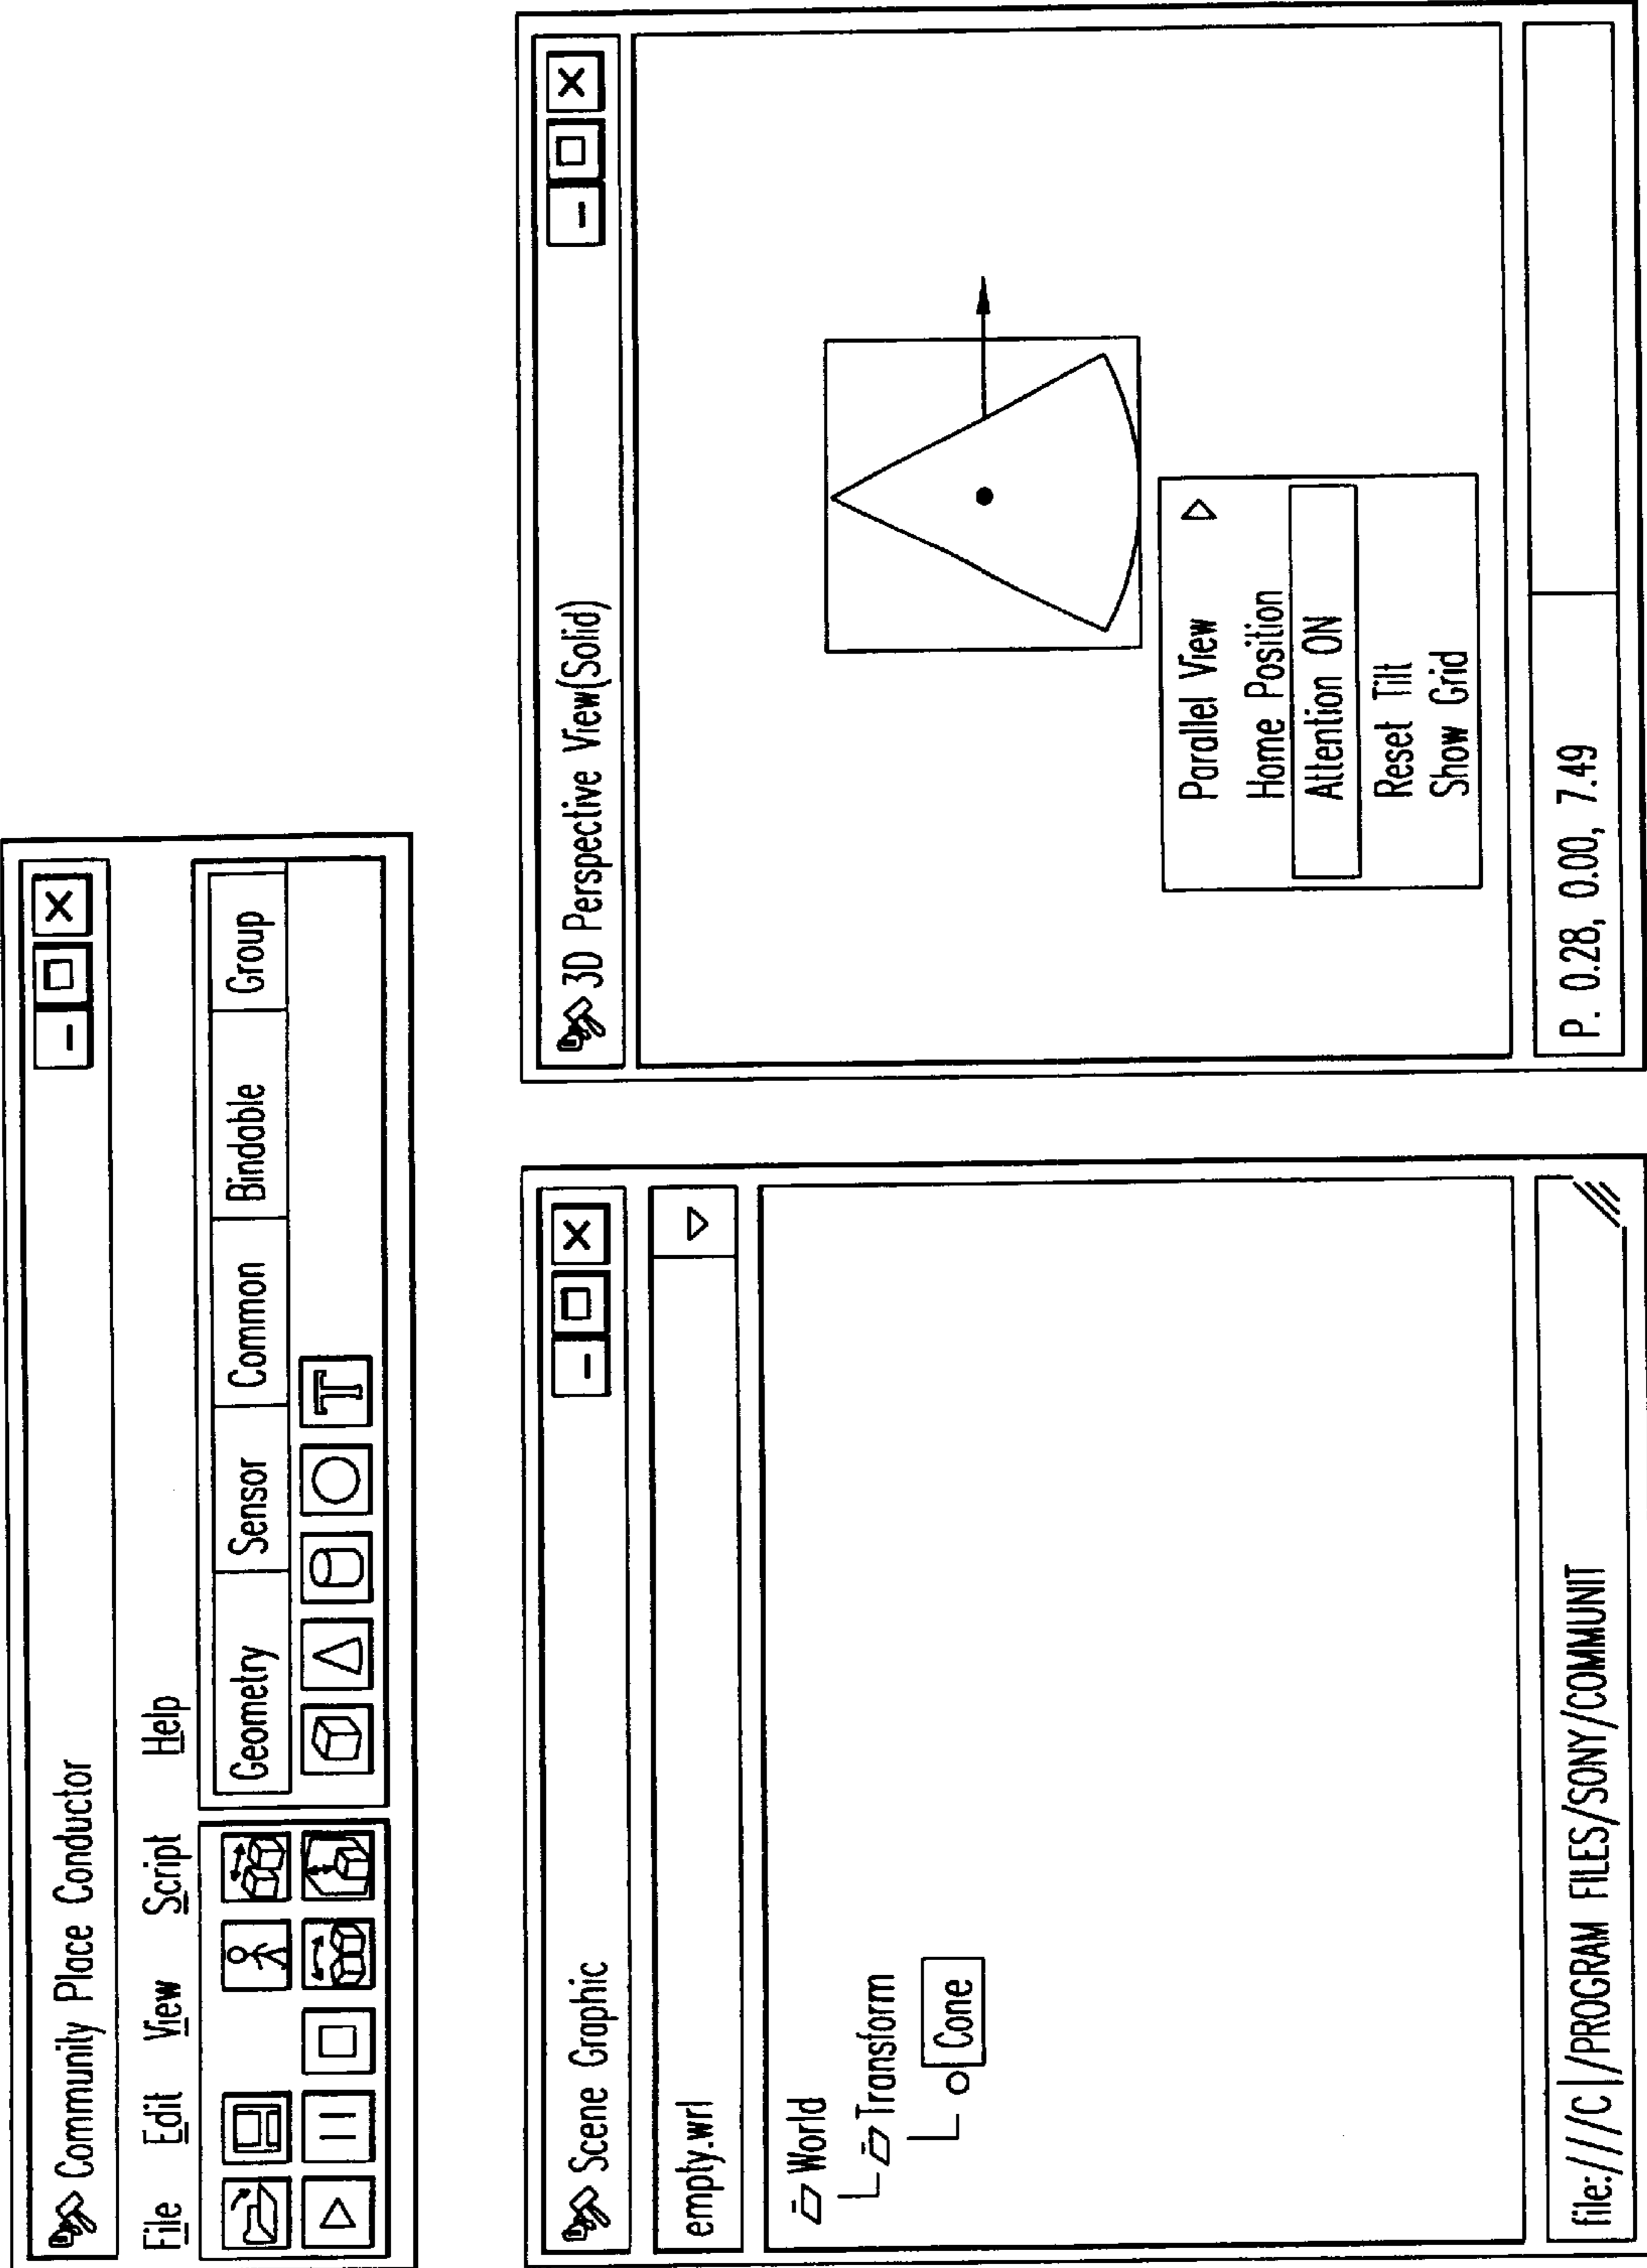 Community Place Conductor
File Edit View Script Help
Geometry Sensor Common Bindable Group
T
Scene Graphic
empty.wrl
World
Transform
Cone
file:///C|/PROGRAM FILES/SONY/COMMUNIT
3D Perspective View(Solid)
Parallel View
Home Position
Attention ON
Reset Tilt
Show Grid
P. 0.28, 0.00, 7.49